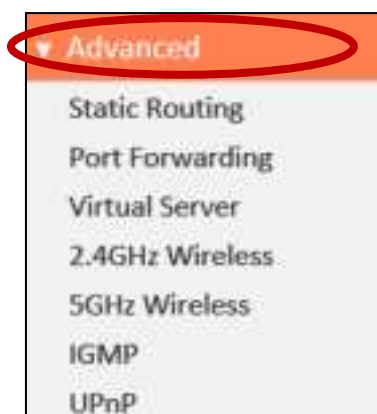 Advanced
Static Routing
Port Forwarding
Virtual Server
2.4GHz Wireless
5GHz Wireless
IGMP
UPnP